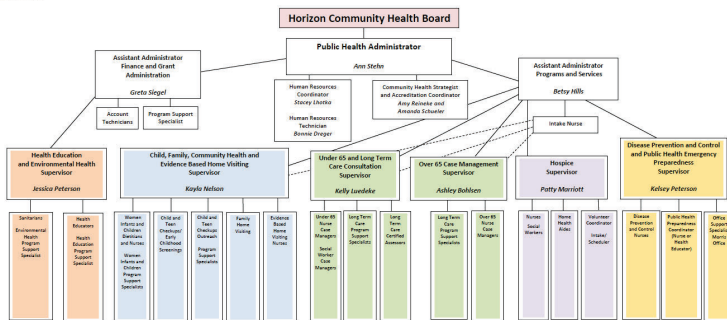 Horizon Community Health Board
Public Health Administrator
Ann Stehn
Assistant Administrator
Finance and Grant
Administration
Greta Siegel
Assistant Administrator
Programs and Services
Betsy Hills
Human Resources
Coordinator
Stacey Lhotka
Human Resources
Technician
Bonnie Dreger
Community Health Strategist
and Accreditation Coordinator
Amy Reineke and
Amanda Schueler
Account
Technicians
Program Support
Specialist
Intake Nurse
Health Education
and Environmental Health
Supervisor
Jessica Peterson
Child, Family, Community Health and
Evidence Based Home Visiting
Supervisor
Kayla Nelson
Under 65 and Long Term
Care Consultation
Supervisor
Kelly Luedeke
Over 65 Case Management
Supervisor
Ashley Bohlsen
Hospice
Supervisor
Patty Marriott
Disease Prevention and Control
and Public Health Emergency
Preparedness
Supervisor
Kelsey Peterson
Sanitarians
Environmental
Health
Program
Support
Specialist
Health
Educators
Health
Education
Program
Support
Specialist
Women
Infants and
Children
Dietitians
and Nurses
Women
Infants and
Children
Program
Support
Specialists
Child and
Teen
Checkups/
Early
Childhood
Screenings
Child and
Teen
Checkups
Outreach
Program
Support
Specialists
Family
Home
Visiting
Evidence
Based
Home
Visiting
Nurses
Under 65
Nurse
Case
Managers
Social
Worker
Case
Managers
Long Term
Care
Program
Support
Specialists
Long
Term
Care
Certified
Assessors
Long Term
Care
Program
Support
Specialists
Over 65
Nurse
Case
Managers
Nurses
Social
Workers
Home
Health
Aides
Volunteer
Coordinator
Intake/
Scheduler
Disease
Prevention
and Control
Nurses
Public Health
Preparedness
Coordinator
(Nurse or
Health
Educator)
Office
Support
Specialist
Morris
Office